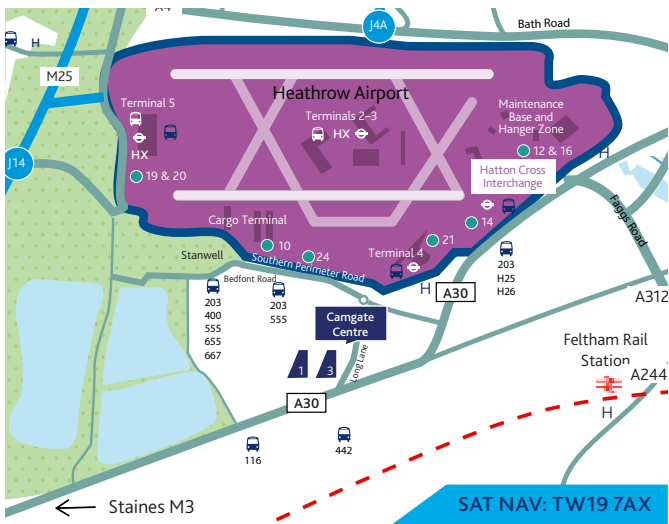 A4
J4A
Bath Road
H
M25
Heathrow Airport
Terminal 5
Terminals 2–3
HX
HX
Maintenance
Base and
Hanger Zone
12 & 16
H
J14
19 & 20
Hatton Cross
Interchange
Faggs Road
Cargo Terminal
14
10
24
Terminal 4
21
Stanwell
Southern Perimeter Road
Bedfont Road
H
A30
203
H25
H26
A312
203
400
555
655
667
203
555
Camgate
Centre
1
3
Long Lane
Feltham Rail
Station
A244
H
A30
116
442
Staines M3
SAT NAV: TW19 7AX